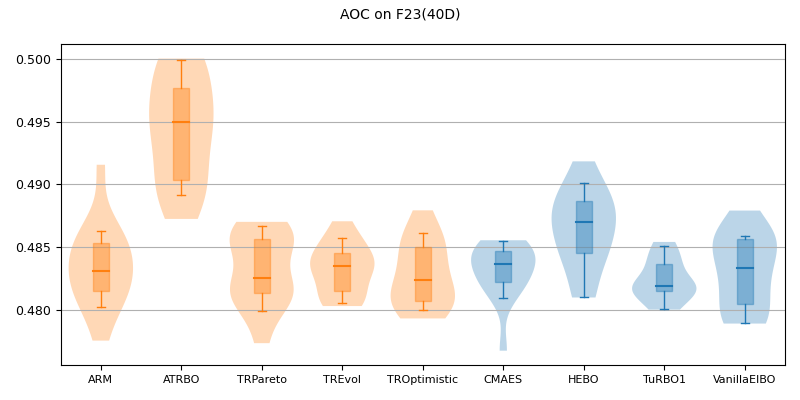 AOC on F23(40D)
0.500
0.495
0.490
0.485
0.480
ARM ATRBO TRPareto TREvol TROptimistic CMAES HEBO TuRBO1 VanillaEIBO